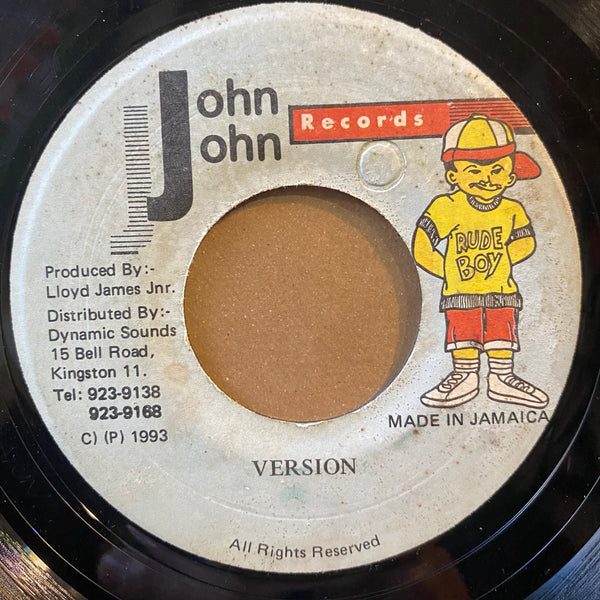 John
John
Records
RUDE
BOY
Produced By:-
Lloyd James Jnr.
Distributed By:-
Dynamic Sounds
15 Bell Road,
Kingston 11.
Tel: 923-9138
923-9168
C) (P) 1993
MADE IN JAMAICA
VERSION
All Rights Reserved